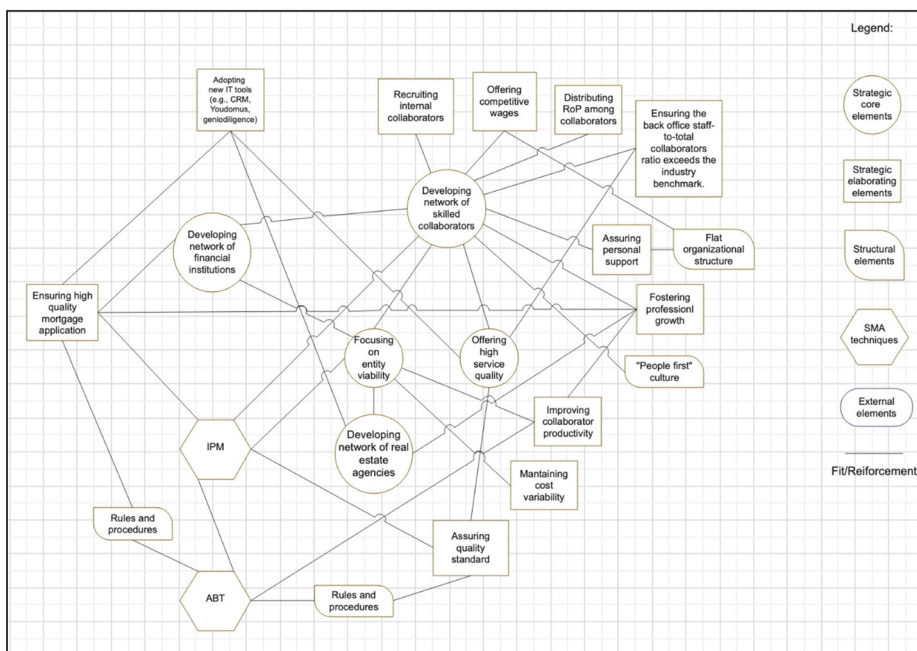 Legend:
Adopting
new IT tools
(e.g., CRM,
Youdomus,
geniodiligence)
Recruiting
internal
collaborators
Offering
competitive
wages
Distributing
RoP among
collaborators
Ensuring the
back office staff-
to-total
collaborators
ratio exceeds the
industry
benchmark.
Strategic
core
elements
Developing
network of
skilled
collaborators
Strategic
elaborating
elements
Developing
network of
financial
institutions
Assuring
personal
support
Flat
organizational
structure
Structural
elements
Ensuring high
quality
mortgage
application
Fostering
professionl
growth
SMA
techniques
Focusing
on
entity
viability
Offering
high
service
quality
"People first"
culture
External
elements
Improving
collaborator
productivity
IPM
Developing
network of real
estate
agencies
Fit/Reiforcement
Mantaining
cost
variability
Rules and
procedures
Assuring
quality
standard
ABT
Rules and
procedures